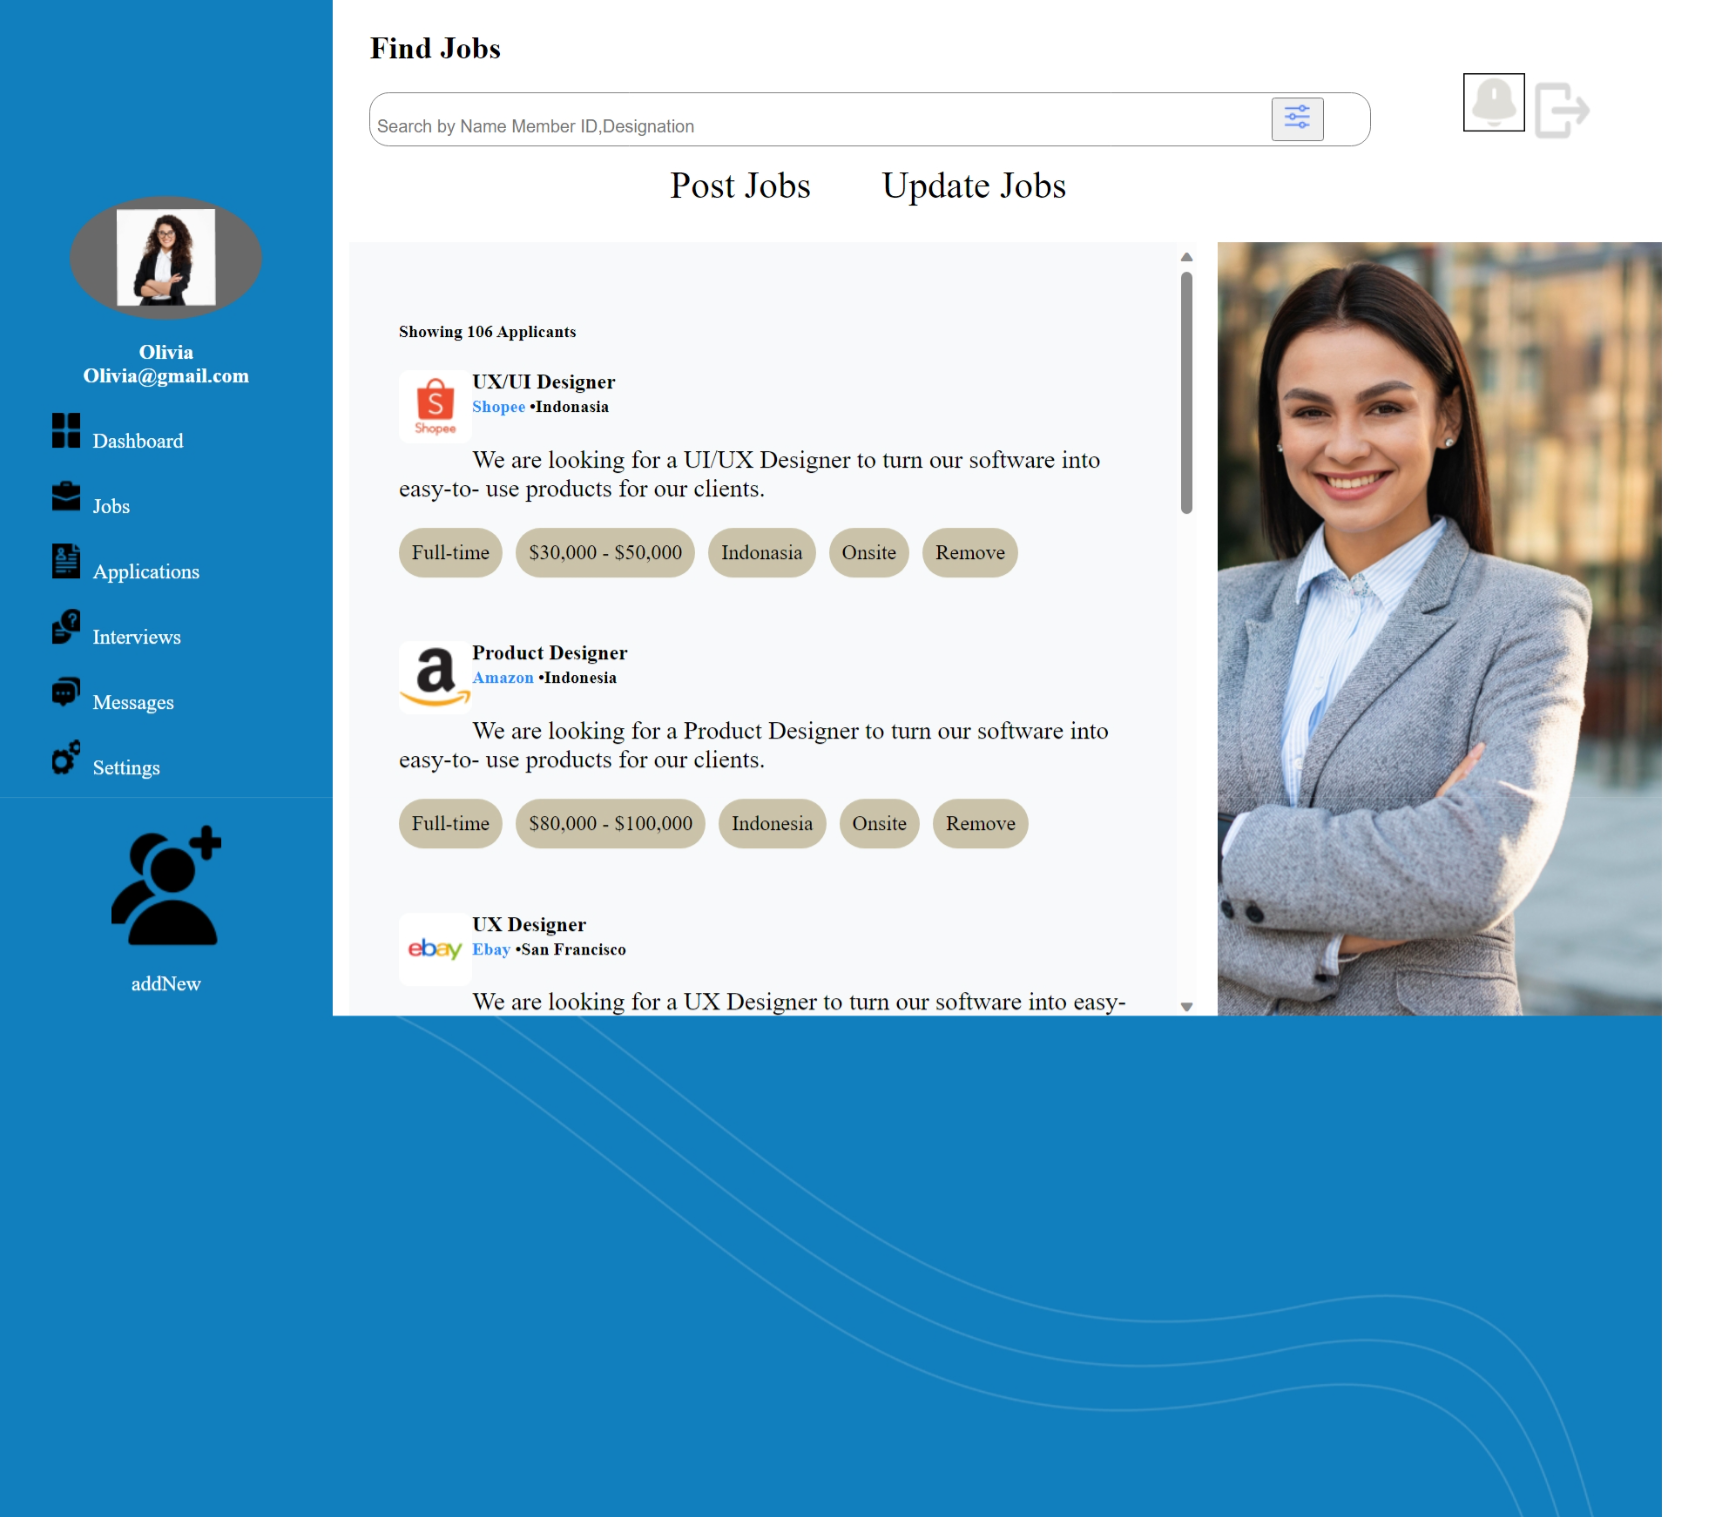 Find Jobs
Search by Name Member ID,Designation
Post Jobs Update Jobs
Olivia
Olivia@gmail.com
Dashboard
Jobs
Applications
Interviews
Messages
Settings
addNew
Showing 106 Applicants
S
Shopee
UX/UI Designer
Shopee •Indonasia
We are looking for a UI/UX Designer to turn our software into
easy-to- use products for our clients.
Full-time $30,000 - $50,000 Indonasia Onsite Remove
a
Product Designer
Amazon •Indonesia
We are looking for a Product Designer to turn our software into
easy-to- use products for our clients.
Full-time $80,000 - $100,000 Indonesia Onsite Remove
ebay
UX Designer
Ebay •San Francisco
We are looking for a UX Designer to turn our software into easy-